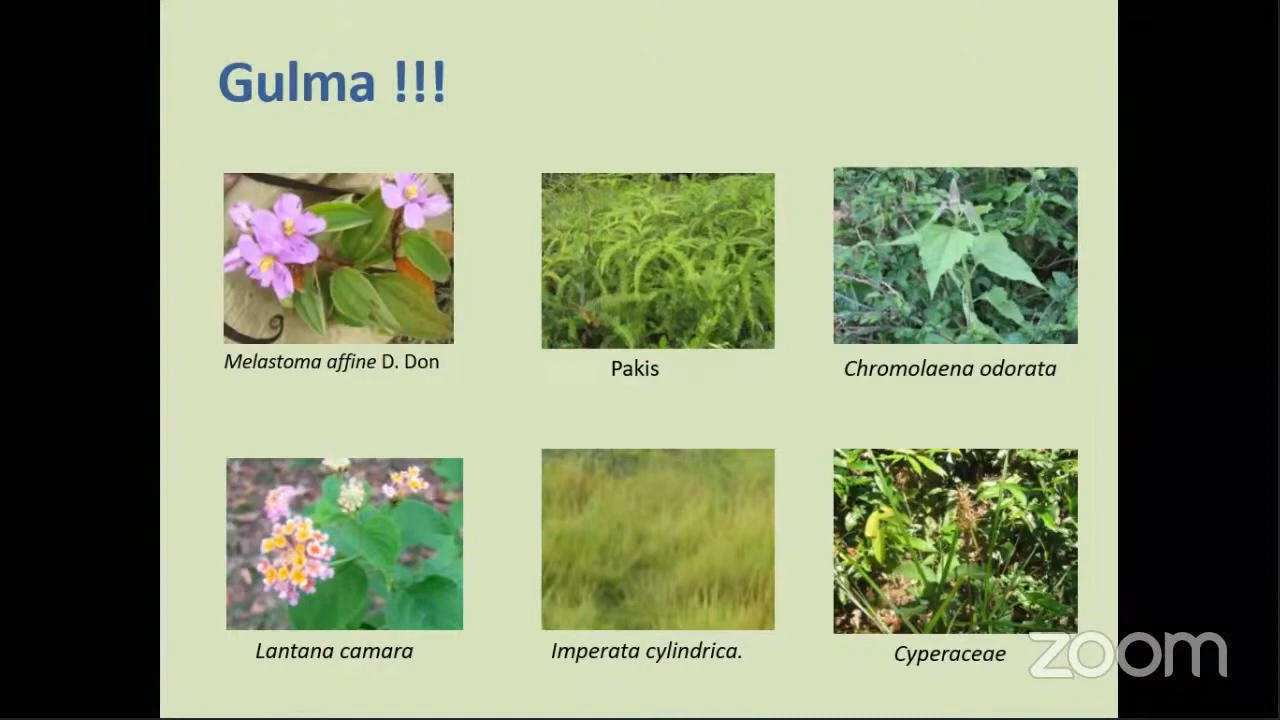 Gulma !!!
Melastoma affine D. Don
Pakis
Chromolaena odorata
Lantana camara
Imperata cylindrica.
Cyperaceae
zoom